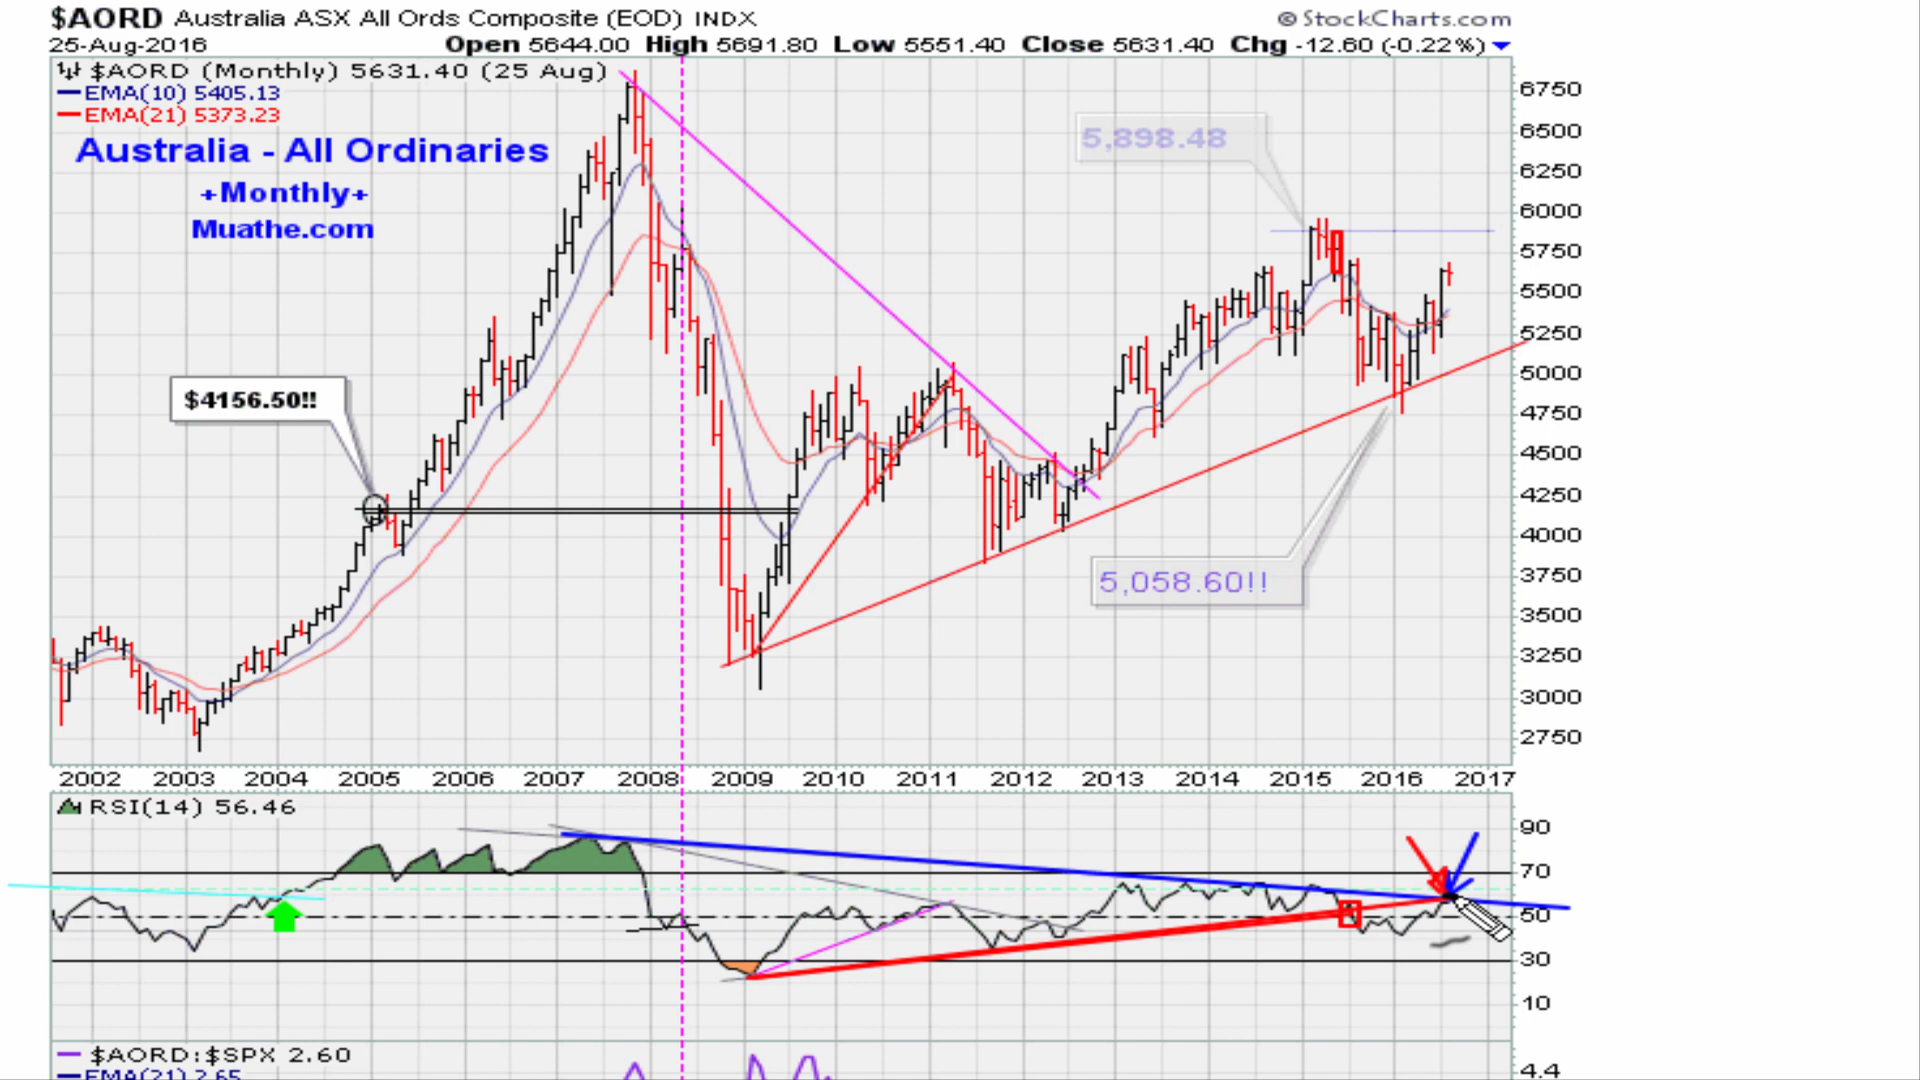 $AORD Australia ASX All Ords Composite (EOD) INDX
© StockCharts.com
25-Aug-2016
Open 5644.00 High 5691.80 Low 5551.40 Close 5631.40 Chg -12.60 (-0.22%)
$AORD (Monthly) 5631.40 (25 Aug)
EMA(10) 5405.13
EMA(21) 5373.23
Australia - All Ordinaries
+Monthly+
Muathe.com
5,898.48
$4156.50!!
5,058.60!!
6750
6500
6250
6000
5750
5500
5250
5000
4750
4500
4250
4000
3750
3500
3250
3000
2750
2002 2003 2004 2005 2006 2007 2008 2009 2010 2011 2012 2013 2014 2015 2016 2017
RSI(14) 56.46
90
70
50
30
10
$AORD:$SPX 2.60
EMA(21) 2.65
4.4